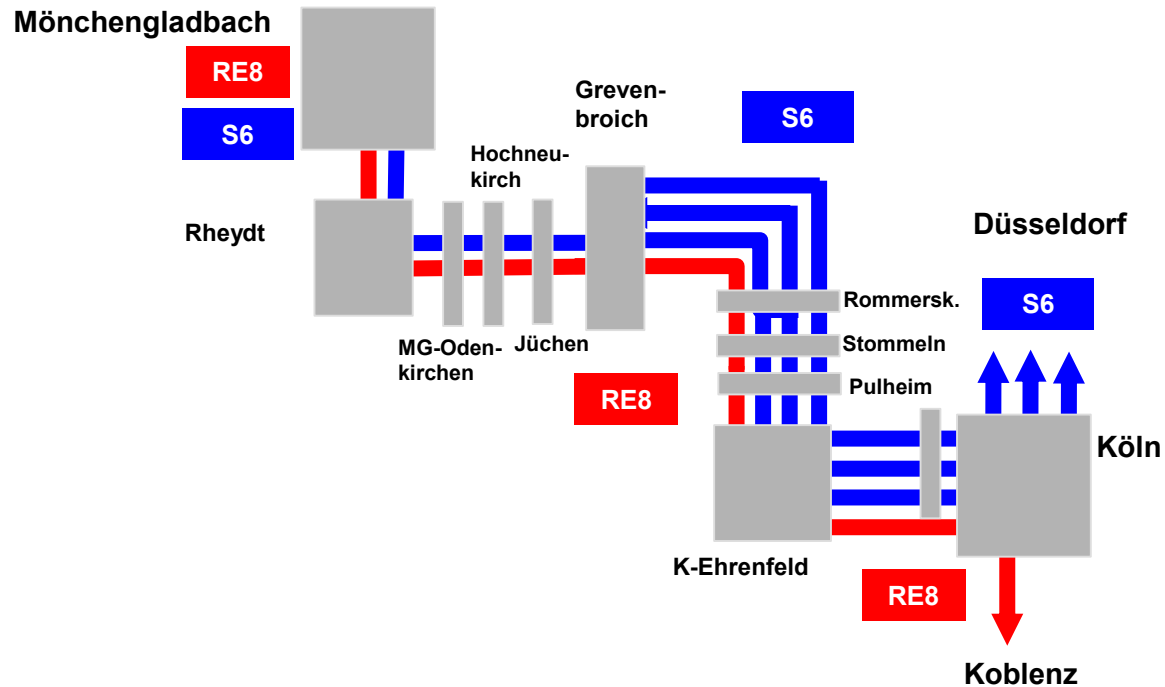 Mönchengladbach
RE8
S6
Greven-
broich
S6
Hochneu-
kirch
Rheydt
Düsseldorf
S6
Rommersk.
MG-Oden-
kirchen
Jüchen
Stommeln
RE8
Pulheim
Köln
K-Ehrenfeld
RE8
Koblenz